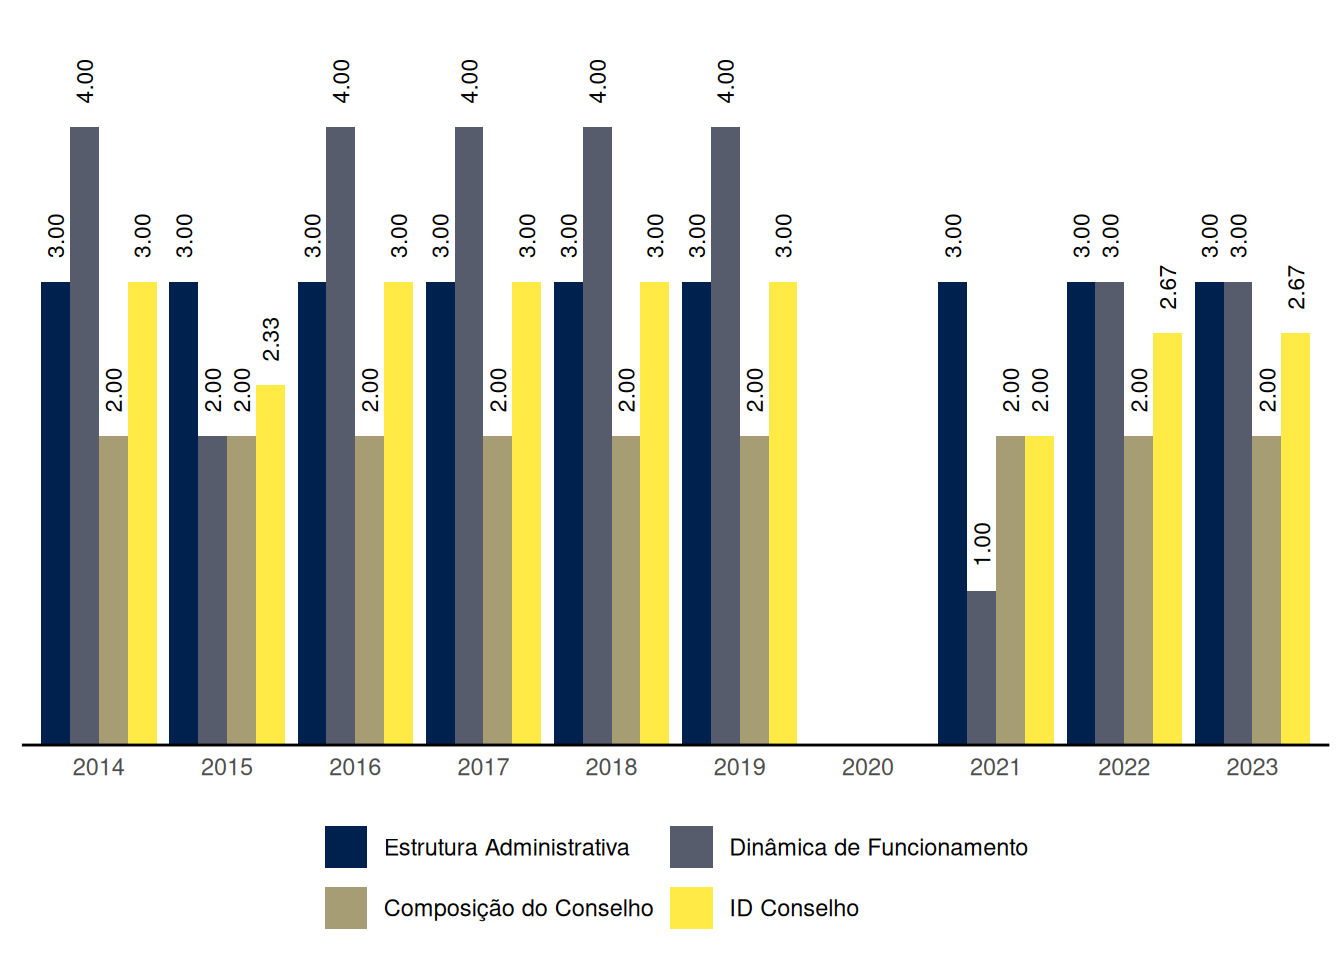 4.00 4.00 4.00 4.00 4.00
3.00 3.00 3.00 3.00 3.00 3.00 3.00 3.00 3.00 3.00 3.00 3.00 3.00 3.00 3.00 3.00
2.67 2.67
2.33
2.00 2.00 2.00 2.00 2.00 2.00 2.00 2.00 2.00 2.00 2.00
1.00
2014 2015 2016 2017 2018 2019 2020 2021 2022 2023
Estrutura Administrativa Dinâmica de Funcionamento
Composição do Conselho ID Conselho